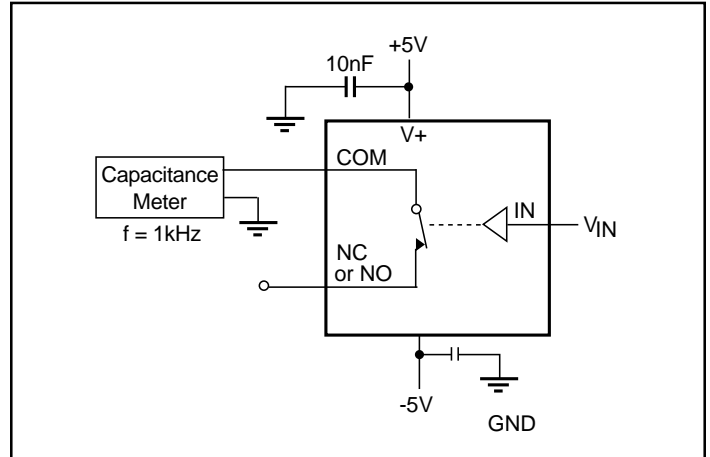 +5V
10nF
V+
COM
Capacitance
Meter
f = 1kHz
IN
VIN
NC
or NO
-5V
GND